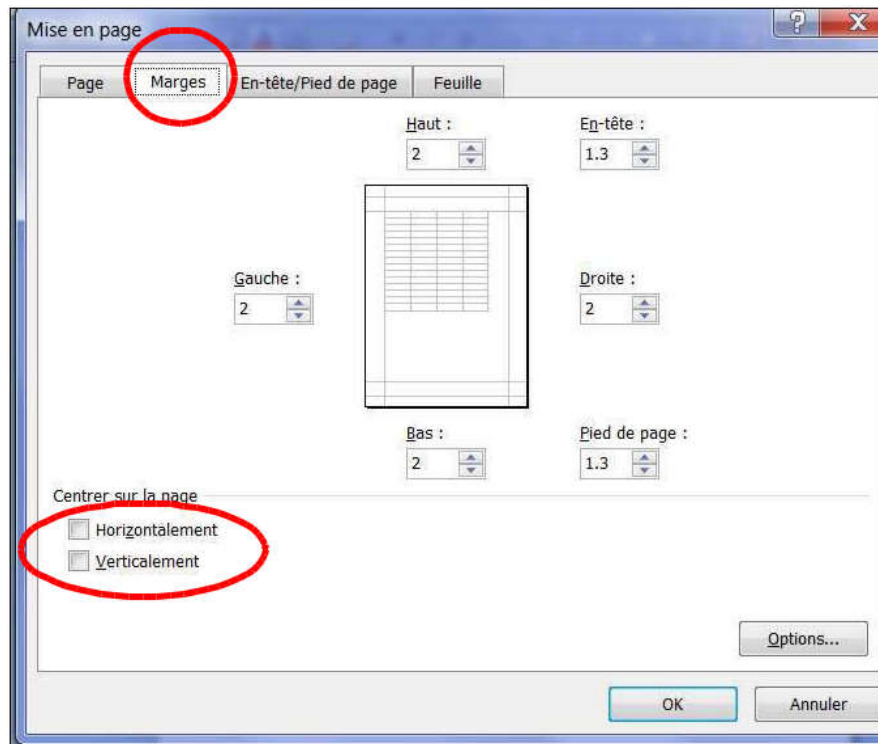 Mise en page
Page Marges En-tête/Pied de page Feuille
Haut : En-tête :
2 1.3
Gauche : Droite :
2 2
Bas : Pied de page :
2 1.3
Centrer sur la page
Horizontalement
Verticalement
Options...
OK Annuler